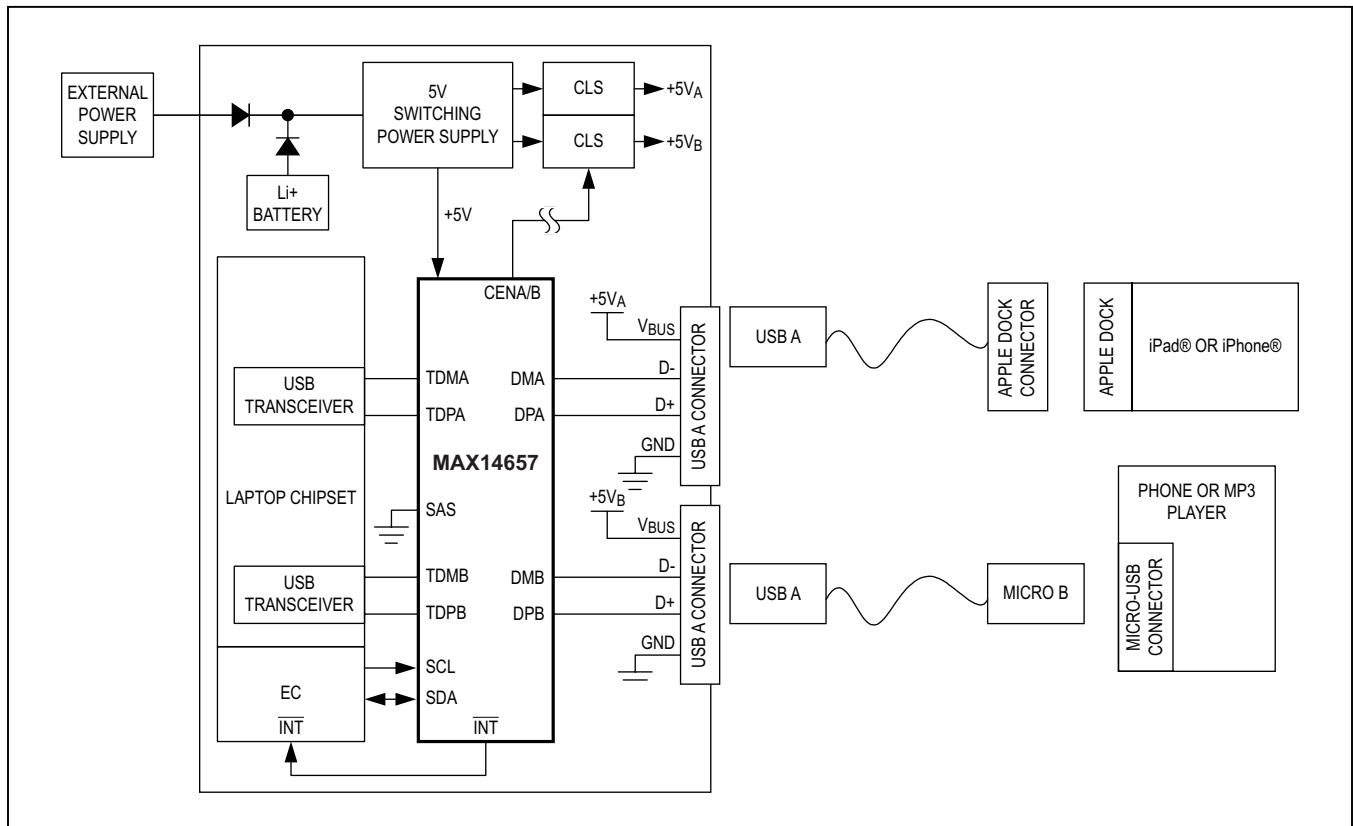 EXTERNAL
POWER
SUPPLY
Li+
BATTERY
5V
SWITCHING
POWER SUPPLY
CLS
+5VA
CLS
+5VB
+5V
LAPTOP CHIPSET
USB
TRANSCEIVER
USB
TRANSCEIVER
EC
INT
CENA/B
TDMA
TDPA
DMA
DPA
MAX14657
SAS
TDMB
TDPB
DMB
DPB
SCL
SDA
INT
+5VA
VBUS
D-
D+
GND
USB A CONNECTOR
+5VB
VBUS
D-
D+
GND
USB A CONNECTOR
USB A
APPLE DOCK
CONNECTOR
APPLE DOCK
iPad® OR iPhone®
USB A
MICRO B
PHONE OR MP3
PLAYER
MICRO-USB
CONNECTOR